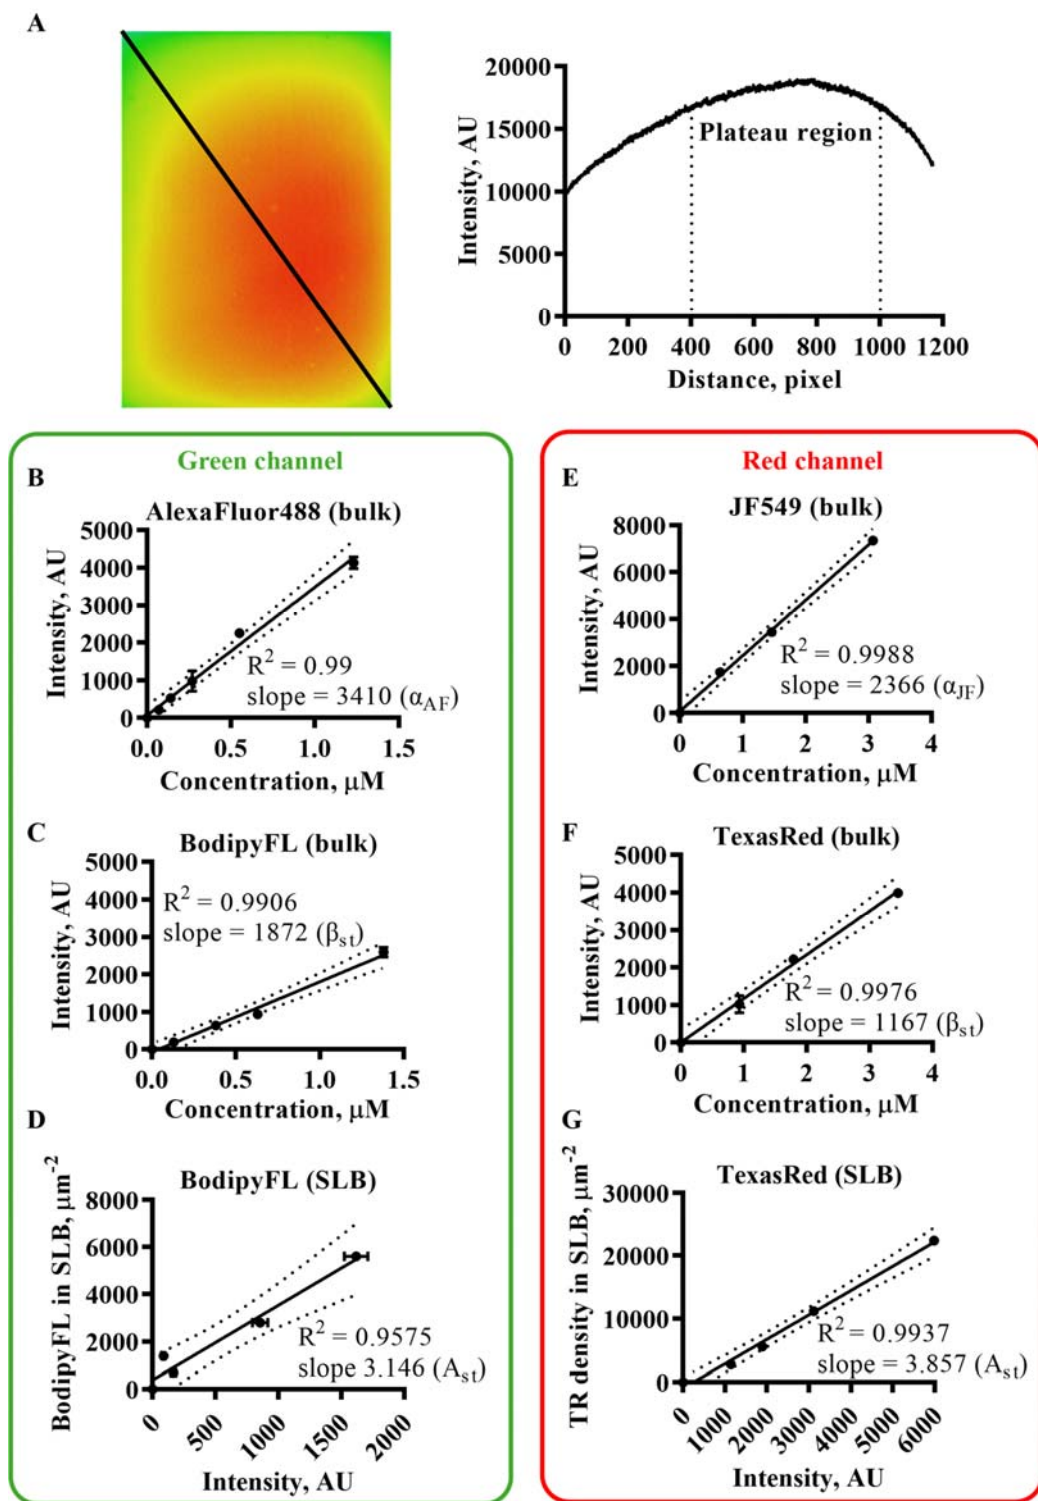 A
20000
15000
10000
5000
0
Intensity, AU
Plateau region
0 200 400 600 800 1000 1200
Distance, pixel
Green channel
B
AlexaFluor488 (bulk)
5000
4000
3000
2000
1000
0
Intensity, AU
R² = 0.99
slope = 3410 (α_AF)
0.0 0.5 1.0 1.5
Concentration, μM
C
BodipyFL (bulk)
5000
4000
3000
2000
1000
0
Intensity, AU
R² = 0.9906
slope = 1872 (β_st)
0.0 0.5 1.0 1.5
Concentration, μM
D
BodipyFL (SLB)
8000
6000
4000
2000
0
BodipyFL in SLB, μm⁻²
R² = 0.9575
slope 3.146 (A_st)
0 500 1000 1500 2000
Intensity, AU
Red channel
E
JF549 (bulk)
8000
6000
4000
2000
0
Intensity, AU
R² = 0.9988
slope = 2366 (α_JF)
0 1 2 3 4
Concentration, μM
F
TexasRed (bulk)
5000
4000
3000
2000
1000
0
Intensity, AU
R² = 0.9976
slope = 1167 (β_st)
0 1 2 3 4
Concentration, μM
G
TexasRed (SLB)
30000
20000
10000
0
TR density in SLB, μm⁻²
R² = 0.9937
slope = 3.857 (A_st)
0 1000 2000 3000 4000 5000 6000
Intensity, AU